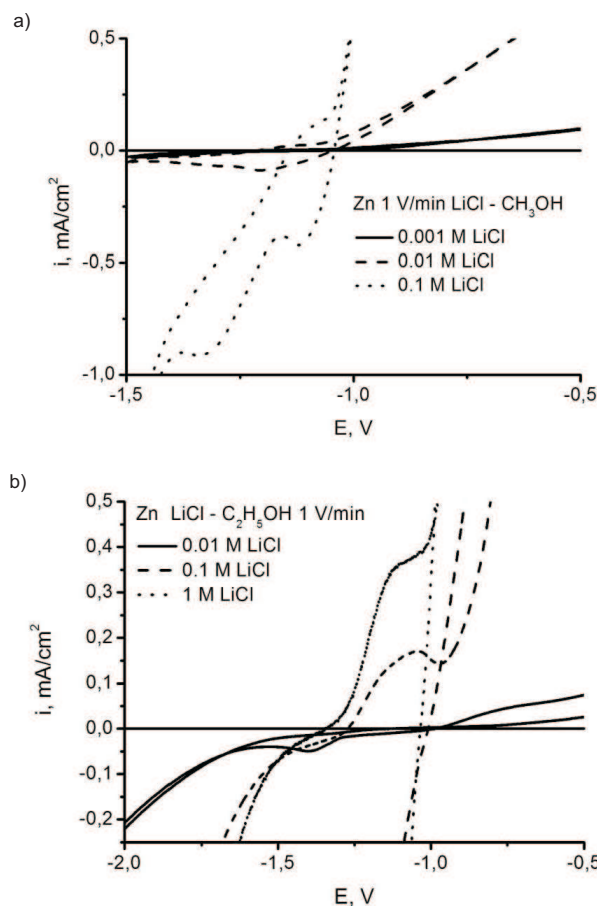 a)
0,5
0,0
-0,5
-1,0
i, mA/cm²
Zn 1 V/min LiCl - CH₃OH
0.001 M LiCl
0.01 M LiCl
0.1 M LiCl
-1,5 -1,0 -0,5
E, V
b)
0,5
0,4
0,3
0,2
0,1
0,0
-0,1
-0,2
i, mA/cm²
Zn LiCl - C₂H₅OH 1 V/min
0.01 M LiCl
0.1 M LiCl
1 M LiCl
-2,0 -1,5 -1,0 -0,5
E, V